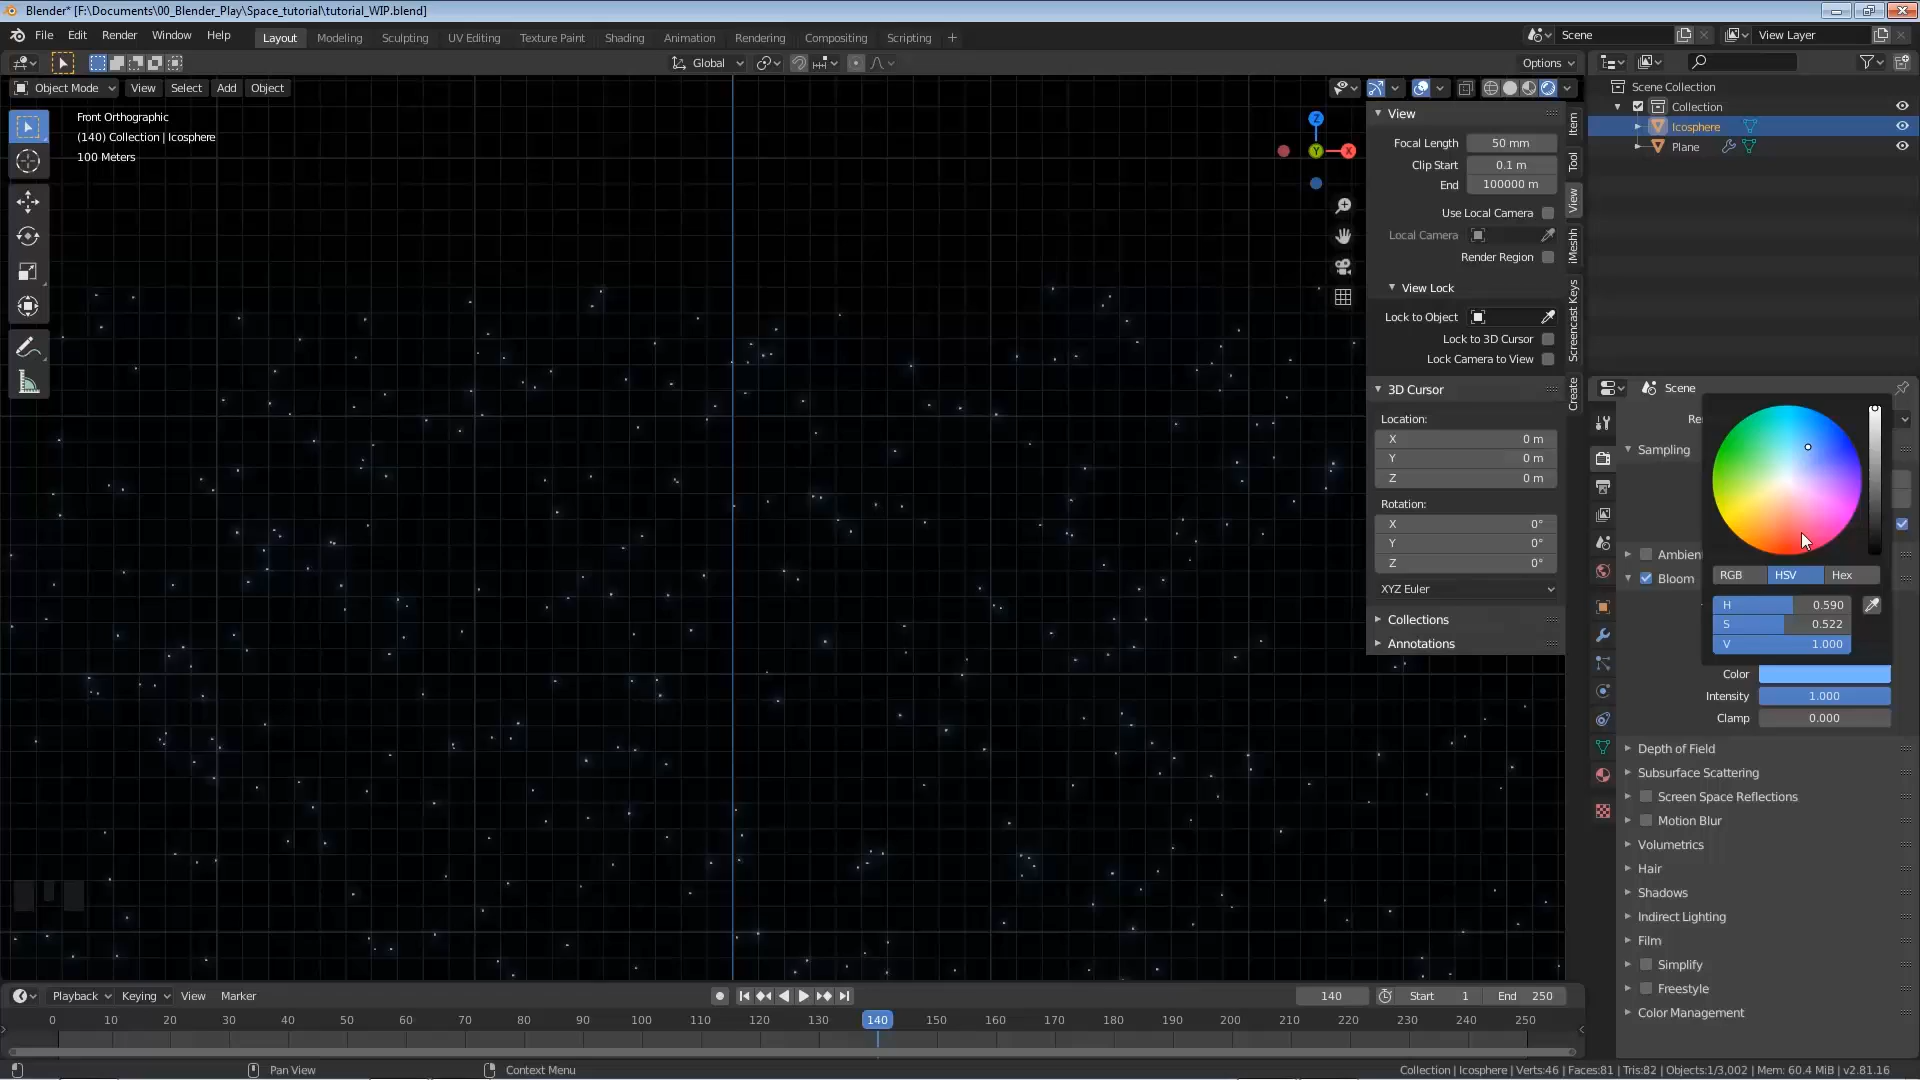 Blender* [F:\Documents\00_Blender_Play\Space_tutorial\tutorial_WIP.blend]
File Edit Render Window Help Layout Modeling Sculpting UV Editing Texture Paint Shading Animation Rendering Compositing Scripting + Scene View Layer
Global Options
Object Mode View Select Add Object
Front Orthographic
(140) Collection | Icosphere
100 Meters
Z
Y
X
View
Focal Length 50 mm
Clip Start 0.1 m
End 100000 m
Use Local Camera
Local Camera
Render Region
View Lock
Lock to Object
Lock to 3D Cursor
Lock Camera to View
3D Cursor
Location:
X 0 m
Y 0 m
Z 0 m
Rotation:
X 0°
Y 0°
Z 0°
XYZ Euler
Collections
Annotations
Item
Tool
View
iMeshh
Screencast Keys
Create
Scene Collection
Collection
Icosphere
Plane
Scene
Re
Sampling
Ambien
Bloom
RGB HSV Hex
H 0.590
S 0.522
V 1.000
Color
Intensity 1.000
Clamp 0.000
Depth of Field
Subsurface Scattering
Screen Space Reflections
Motion Blur
Volumetrics
Hair
Shadows
Indirect Lighting
Film
Simplify
Freestyle
Color Management
Playback Keying View Marker 140 Start 1 End 250
0 10 20 30 40 50 60 70 80 90 100 110 120 130 140 150 160 170 180 190 200 210 220 230 240 250
Pan View Context Menu Collection | Icosphere | Verts:46 | Faces:81 | Tris:82 | Objects:1/3,002 | Mem: 60.4 MiB | v2.81.16